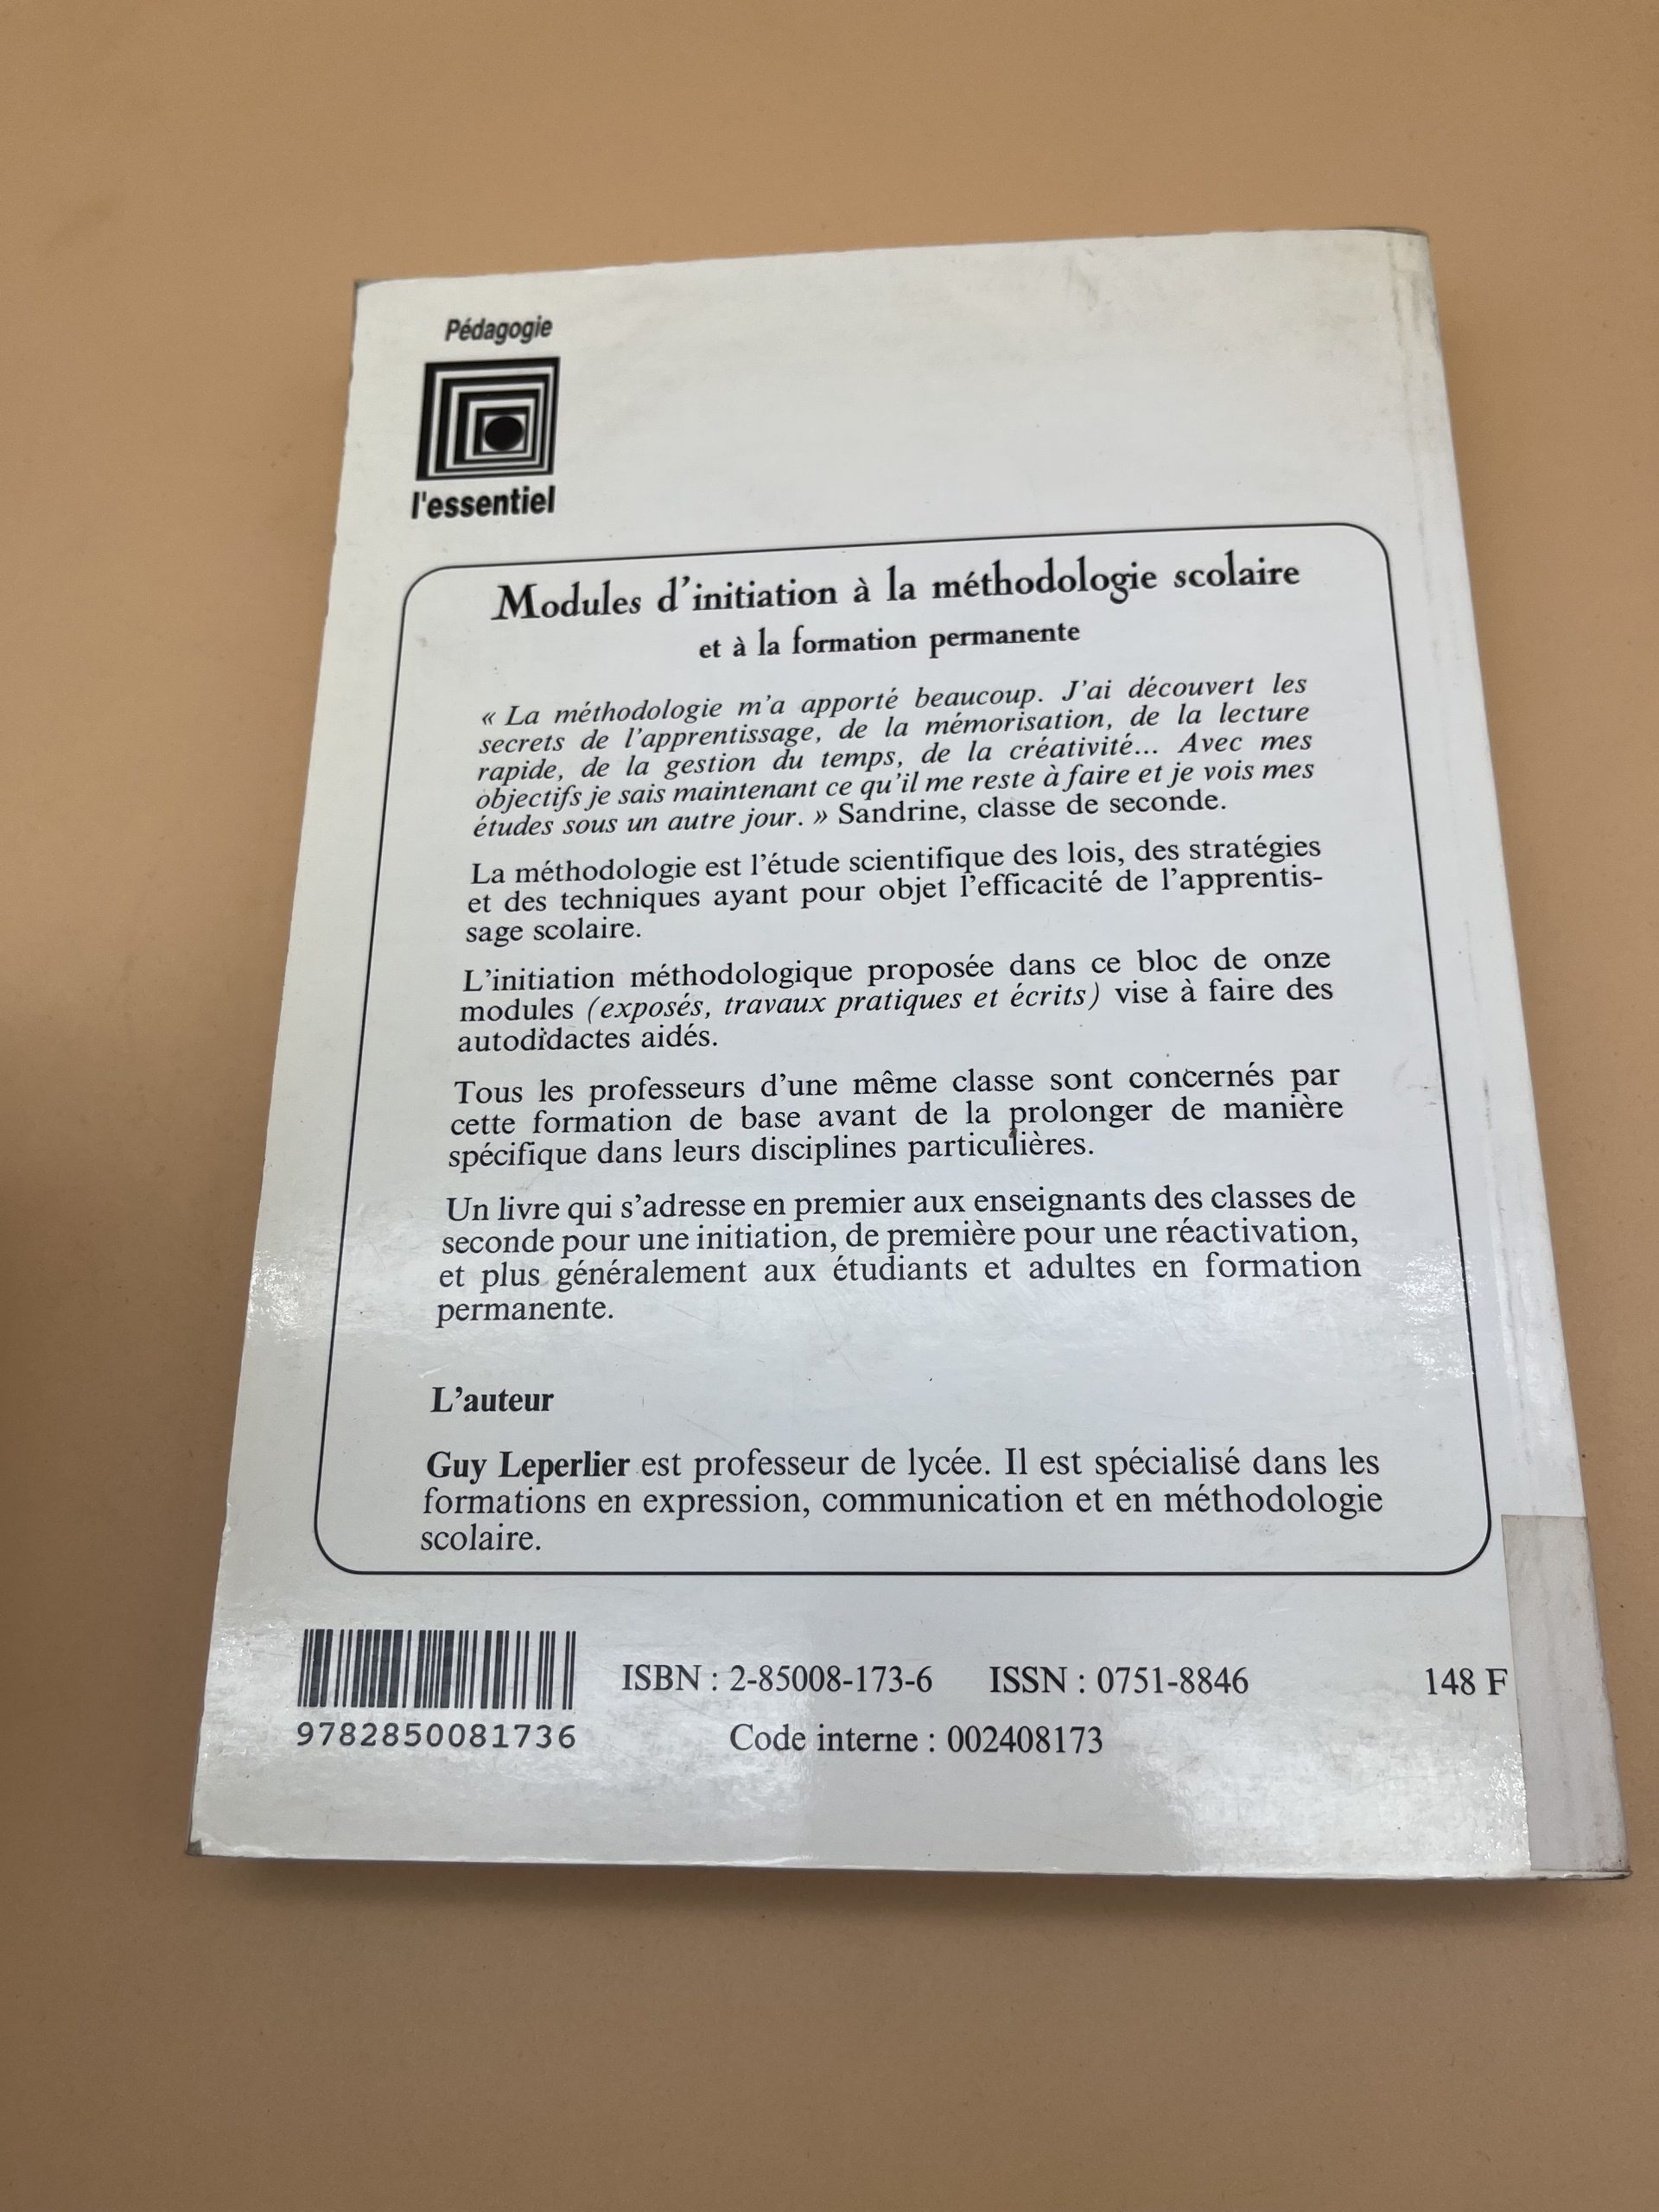 Pédagogie
l'essentiel
Modules d'initiation à la méthodologie scolaire
et à la formation permanente
« La méthodologie m'a apporté beaucoup. J'ai découvert les
secrets de l'apprentissage, de la mémorisation, de la lecture
rapide, de la gestion du temps, de la créativité... Avec mes
objectifs je sais maintenant ce qu'il me reste à faire et je vois mes
études sous un autre jour. » Sandrine, classe de seconde.
La méthodologie est l'étude scientifique des lois, des stratégies
et des techniques ayant pour objet l'efficacité de l'apprentis-
sage scolaire.
L'initiation méthodologique proposée dans ce bloc de onze
modules (exposés, travaux pratiques et écrits) vise à faire des
autodidactes aidés.
Tous les professeurs d'une même classe sont concernés par
cette formation de base avant de la prolonger de manière
spécifique dans leurs disciplines particulières.
Un livre qui s'adresse en premier aux enseignants des classes de
seconde pour une initiation, de première pour une réactivation,
et plus généralement aux étudiants et adultes en formation
permanente.
L'auteur
Guy Leperlier est professeur de lycée. Il est spécialisé dans les
formations en expression, communication et en méthodologie
scolaire.
ISBN : 2-85008-173-6 ISSN : 0751-8846 148 F
9782850081736 Code interne : 002408173